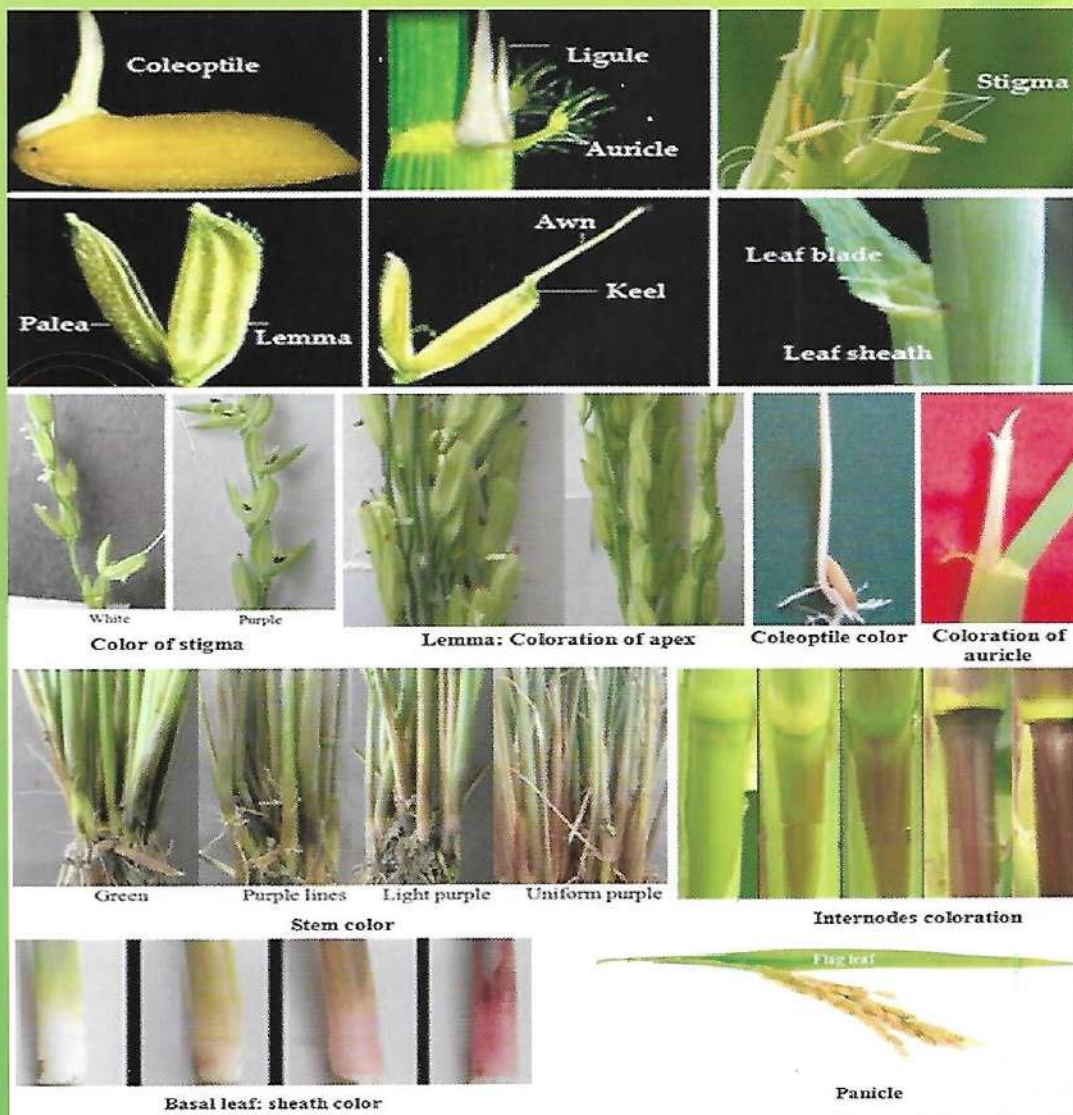 Coleoptile
Ligule
Auricle
Stigma
Palea
Lemma
Awn
Keel
Leaf blade
Leaf sheath
White
Purple
Color of stigma
Lemma: Coloration of apex
Coleoptile color
Coloration of
auricle
Green
Purple lines
Light purple
Uniform purple
Stem color
Internodes coloration
Basal leaf: sheath color
Flag leaf
Panicle